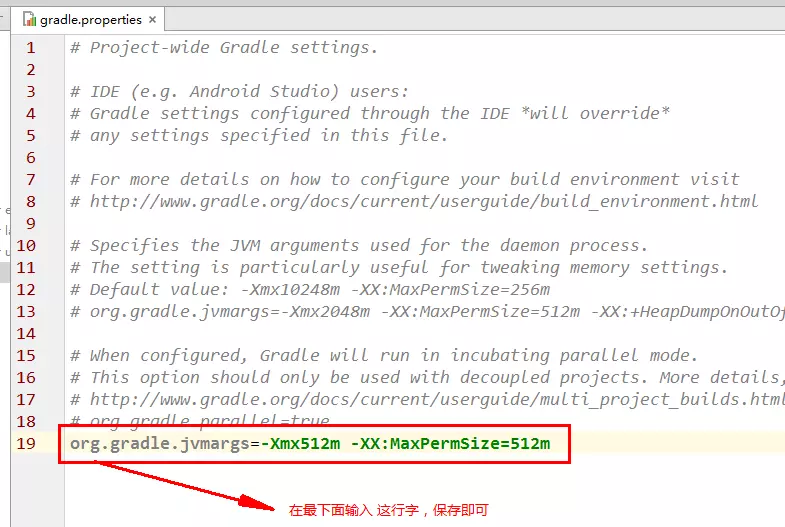 gradle.properties ×
1 # Project-wide Gradle settings.
2
3 # IDE (e.g. Android Studio) users:
4 # Gradle settings configured through the IDE *will override*
5 # any settings specified in this file.
6
7 # For more details on how to configure your build environment visit
8 # http://www.gradle.org/docs/current/userguide/build_environment.html
9
10 # Specifies the JVM arguments used for the daemon process.
11 # The setting is particularly useful for tweaking memory settings.
12 # Default value: -Xmx10248m -XX:MaxPermSize=256m
13 # org.gradle.jvmargs=-Xmx2048m -XX:MaxPermSize=512m -XX:+HeapDumpOnOutOf
14
15 # When configured, Gradle will run in incubating parallel mode.
16 # This option should only be used with decoupled projects. More details,
17 # http://www.gradle.org/docs/current/userguide/multi_project_builds.html
18 # org.gradle.parallel=true
19 org.gradle.jvmargs=-Xmx512m -XX:MaxPermSize=512m
在最下面输入 这行字，保存即可